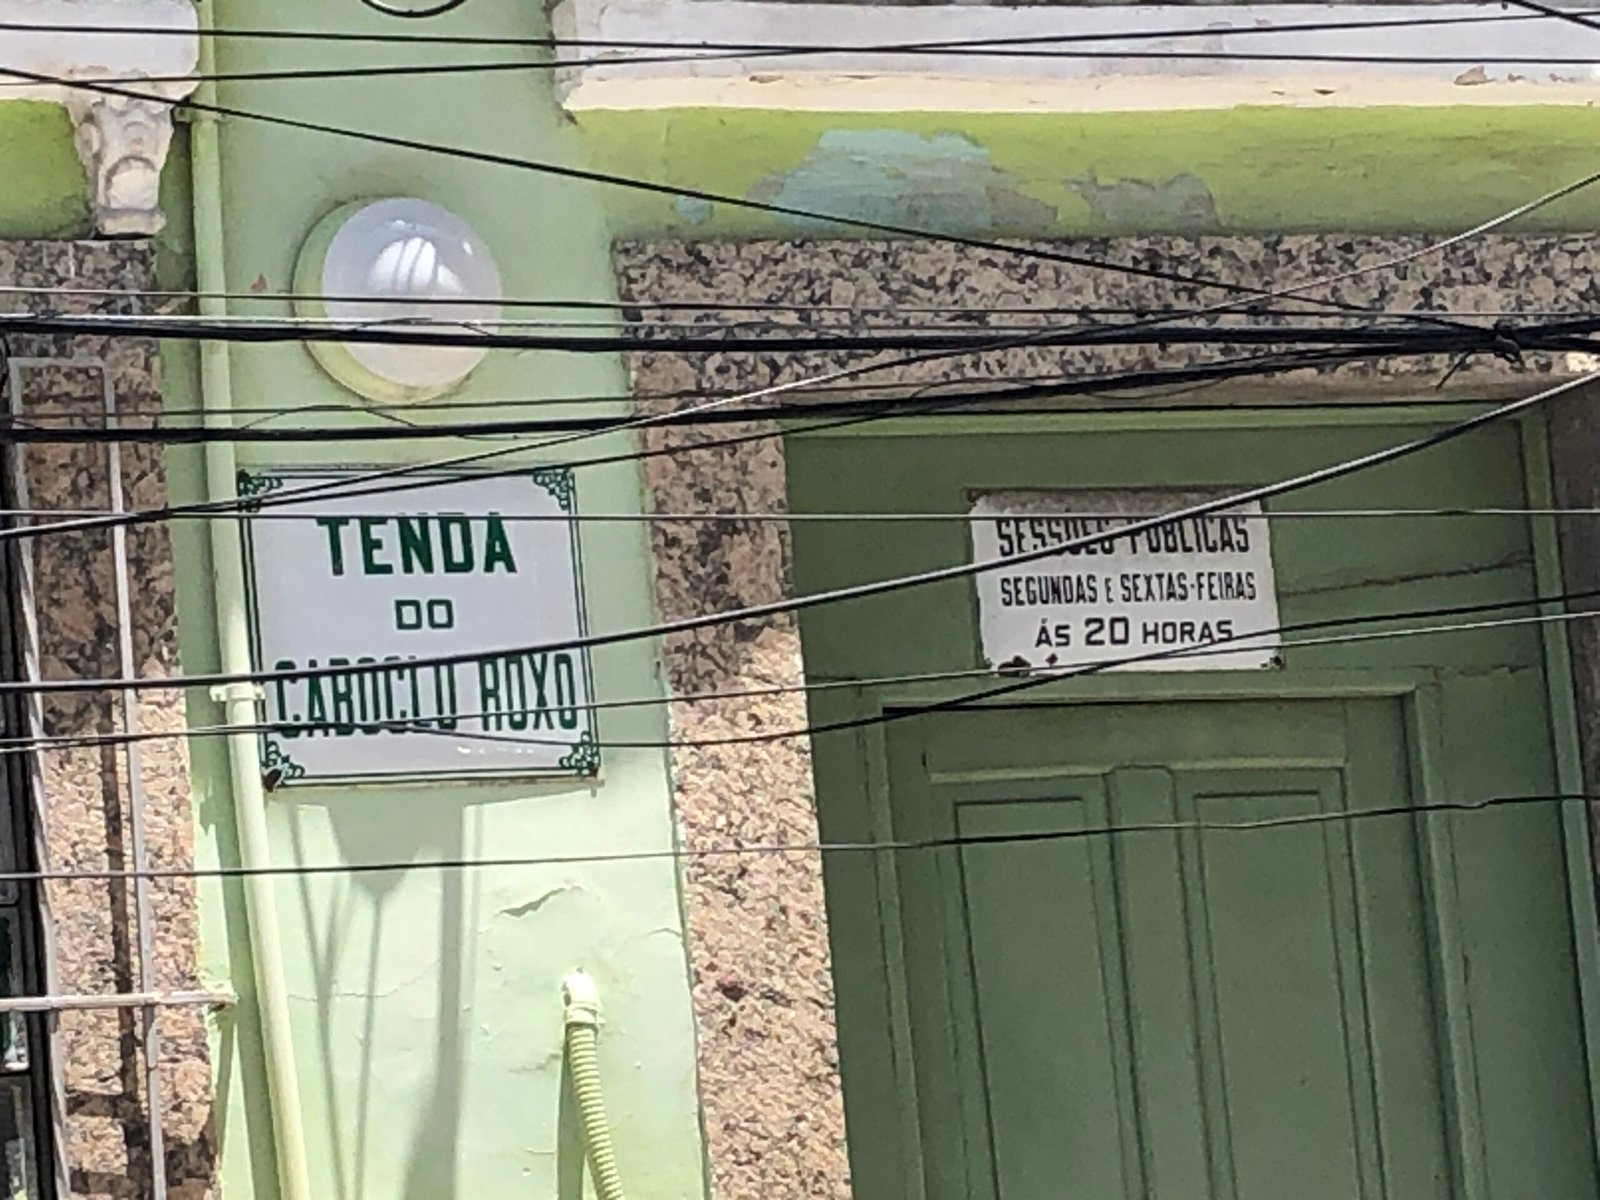 TENDA
DO
CABOCLO ROXO
SESSÕES PÚBLICAS
SEGUNDAS E SEXTAS-FEIRAS
ÁS 20 HORAS